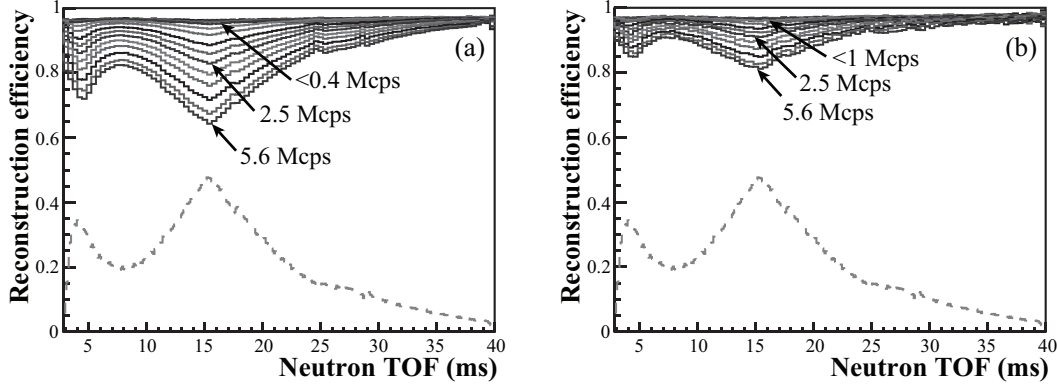 Reconstruction efficiency
1
0.8
0.6
0.4
0.2
0
(a)
<0.4 Mcps
2.5 Mcps
5.6 Mcps
5 10 15 20 25 30 35 40
Neutron TOF (ms)
Reconstruction efficiency
1
0.8
0.6
0.4
0.2
0
(b)
<1 Mcps
2.5 Mcps
5.6 Mcps
5 10 15 20 25 30 35 40
Neutron TOF (ms)